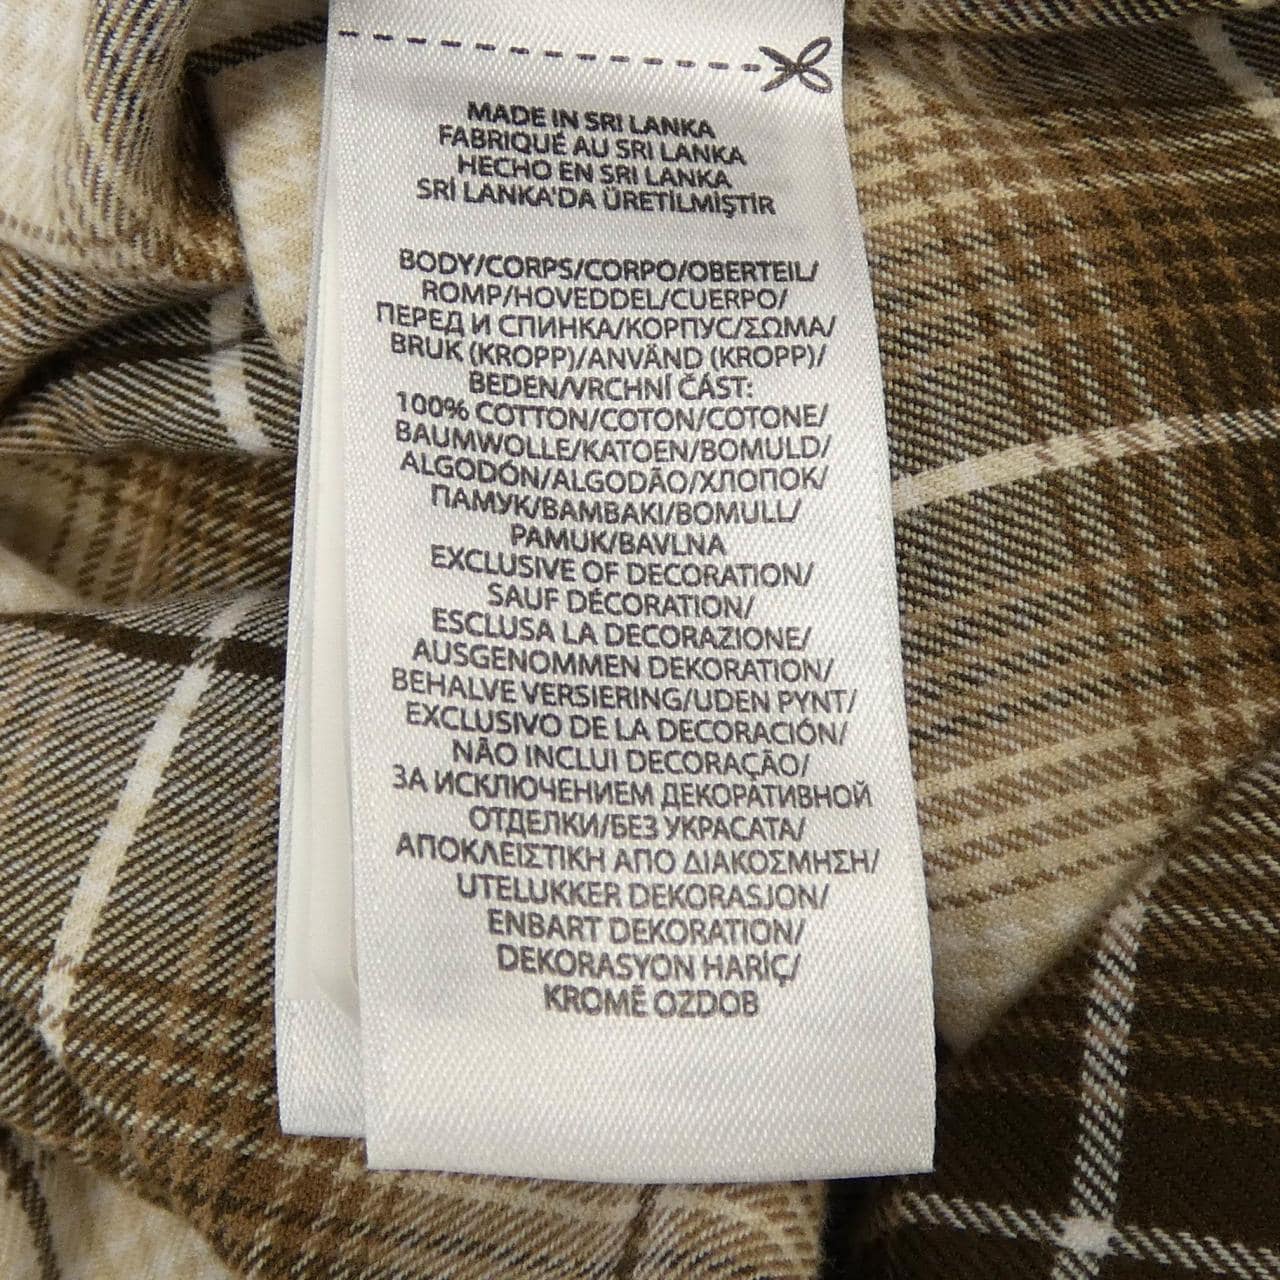 MADE IN SRI LANKA
FABRIQUÉ AU SRI LANKA
HECHO EN SRI LANKA
SRİ LANKA'DA ÜRETİLMİŞTİR
BODY/CORPS/CORPO/OBERTEIL/
ROMP/HOVEDDEL/CUERPO/
ПЕРЕД И СПИНКА/КОРПУС/ΣΩΜΑ/
BRUK (KROPP)/ANVÄND (KROPP)/
BEDEN/VRCHNÍ ČÁST:
100% COTTON/COTON/COTONE/
BAUMWOLLE/KATOEN/BOMULD/
ALGODÓN/ALGODÃO/ХЛОПОК/
ПАМУК/ΒΑΜΒΑΚΙ/BOMULL/
PAMUK/BAVLNA
EXCLUSIVE OF DECORATION/
SAUF DÉCORATION/
ESCLUSA LA DECORAZIONE/
AUSGENOMMEN DEKORATION/
BEHALVE VERSIERING/UDEN PYNT/
EXCLUSIVO DE LA DECORACIÓN/
NÃO INCLUI DECORAÇÃO/
ЗА ИСКЛЮЧЕНИЕМ ДЕКОРАТИВНОЙ
ОТДЕЛКИ/БЕЗ УКРАСАТА/
ΑΠΟΚΛΕΙΣΤΙΚΗ ΑΠΟ ΔΙΑΚΟΣΜΗΣΗ/
UTELUKKER DEKORASJON/
ENBART DEKORATION/
DEKORASYON HARİÇ/
KROMĚ OZDOB